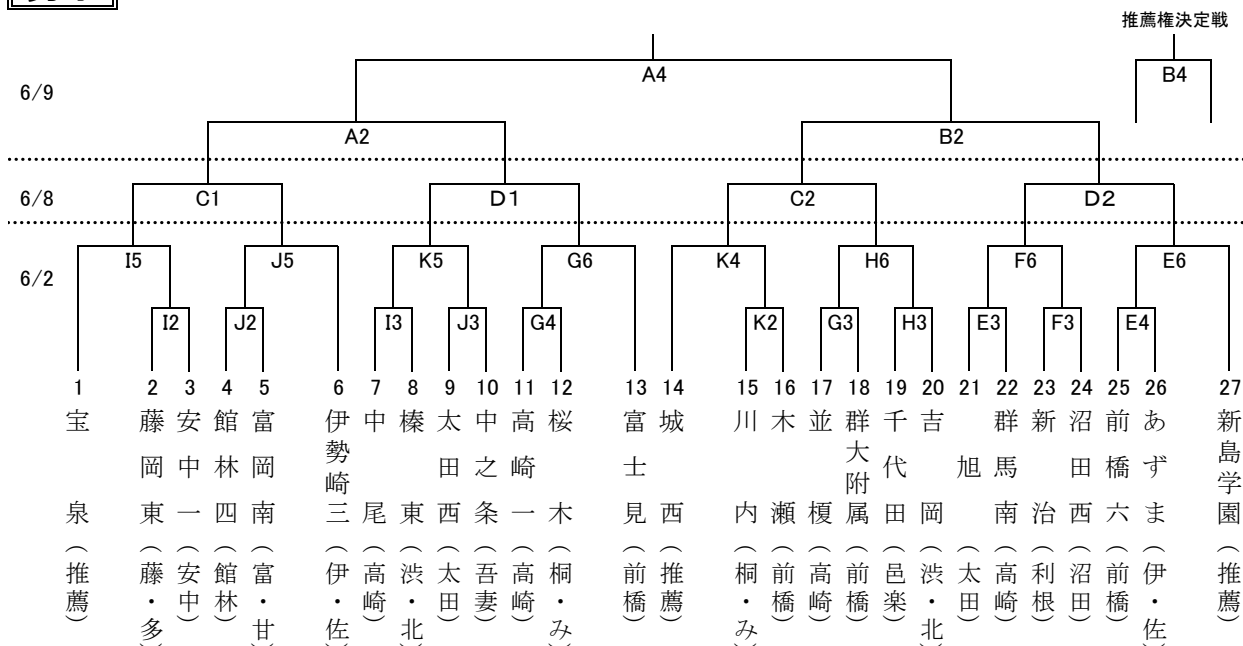 推薦権決定戦
A4
B4
6/9
A2
B2
6/8
C1
D1
C2
D2
6/2
I5
J5
K5
G6
K4
H6
F6
E6
I2
J2
I3
J3
G4
K2
G3
H3
E3
F3
E4
1 2 3 4 5 6 7 8 9 10 11 12 13 14 15 16 17 18 19 20 21 22 23 24 25 26 27
宝泉（推薦）
藤岡東（藤・多）
安中一（安中）
館林四（館林）
富岡南（富・甘）
伊勢崎三（伊・佐）
中尾（高崎）
榛東（渋・北）
太田西（太田）
中之条（吾妻）
高崎一（高崎）
桜木（桐・み）
富士見（前橋）
城西（推薦）
川内（桐・み）
木瀬（前橋）
並榎（高崎）
群大附属（前橋）
千代田（邑楽）
吉岡（渋・北）
旭（太田）
群馬南（高崎）
新治（利根）
沼田西（沼田）
前橋六（前橋）
あずま（伊・佐）
新島学園（推薦）